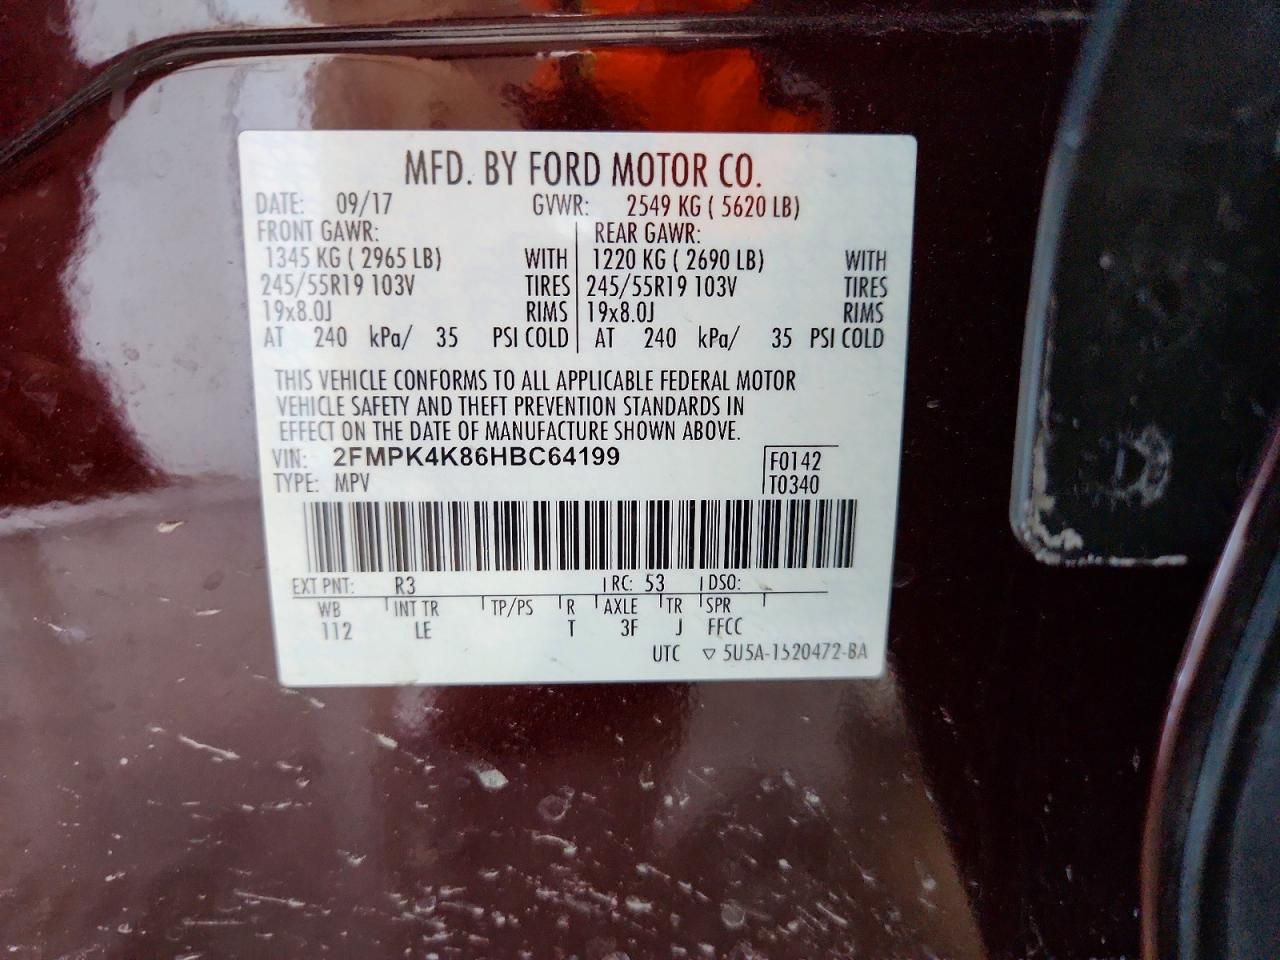 MFD. BY FORD MOTOR CO.
DATE: 09/17 GVWR: 2549 KG ( 5620 LB)
FRONT GAWR: REAR GAWR:
1345 KG ( 2965 LB) WITH 1220 KG ( 2690 LB) WITH
245/55R19 103V TIRES 245/55R19 103V TIRES
19x8.0J RIMS 19x8.0J RIMS
AT 240 kPa/ 35 PSI COLD AT 240 kPa/ 35 PSI COLD
THIS VEHICLE CONFORMS TO ALL APPLICABLE FEDERAL MOTOR
VEHICLE SAFETY AND THEFT PREVENTION STANDARDS IN
EFFECT ON THE DATE OF MANUFACTURE SHOWN ABOVE.
VIN: 2FMPK4K86HBC64199 F0142
TYPE: MPV T0340
EXT PNT: R3 RC: 53 DSO:
WB INT TR TP/PS R AXLE TR SPR
112 LE T 3F J FFCC
UTC ▽ 5U5A-1520472-BA